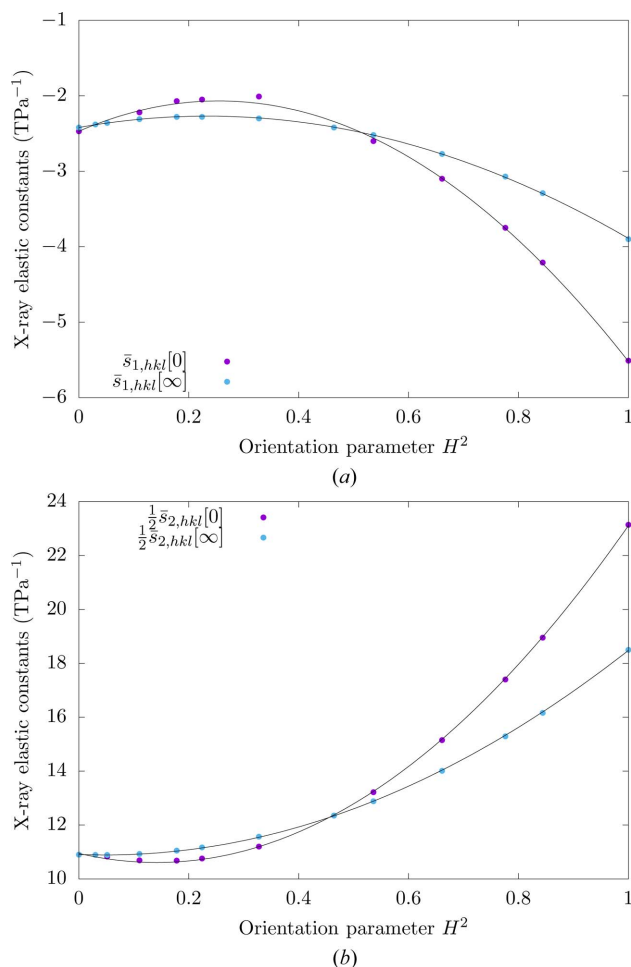 −1
−2
−3
−4
−5
−6
X-ray elastic constants (TPa⁻¹)
s̄₁,ₕₖₗ[0]
s̄₁,ₕₖₗ[∞]
0 0.2 0.4 0.6 0.8 1
Orientation parameter H²
(a)
24
22
20
18
16
14
12
10
X-ray elastic constants (TPa⁻¹)
½s̄₂,ₕₖₗ[0]
½s̄₂,ₕₖₗ[∞]
0 0.2 0.4 0.6 0.8 1
Orientation parameter H²
(b)